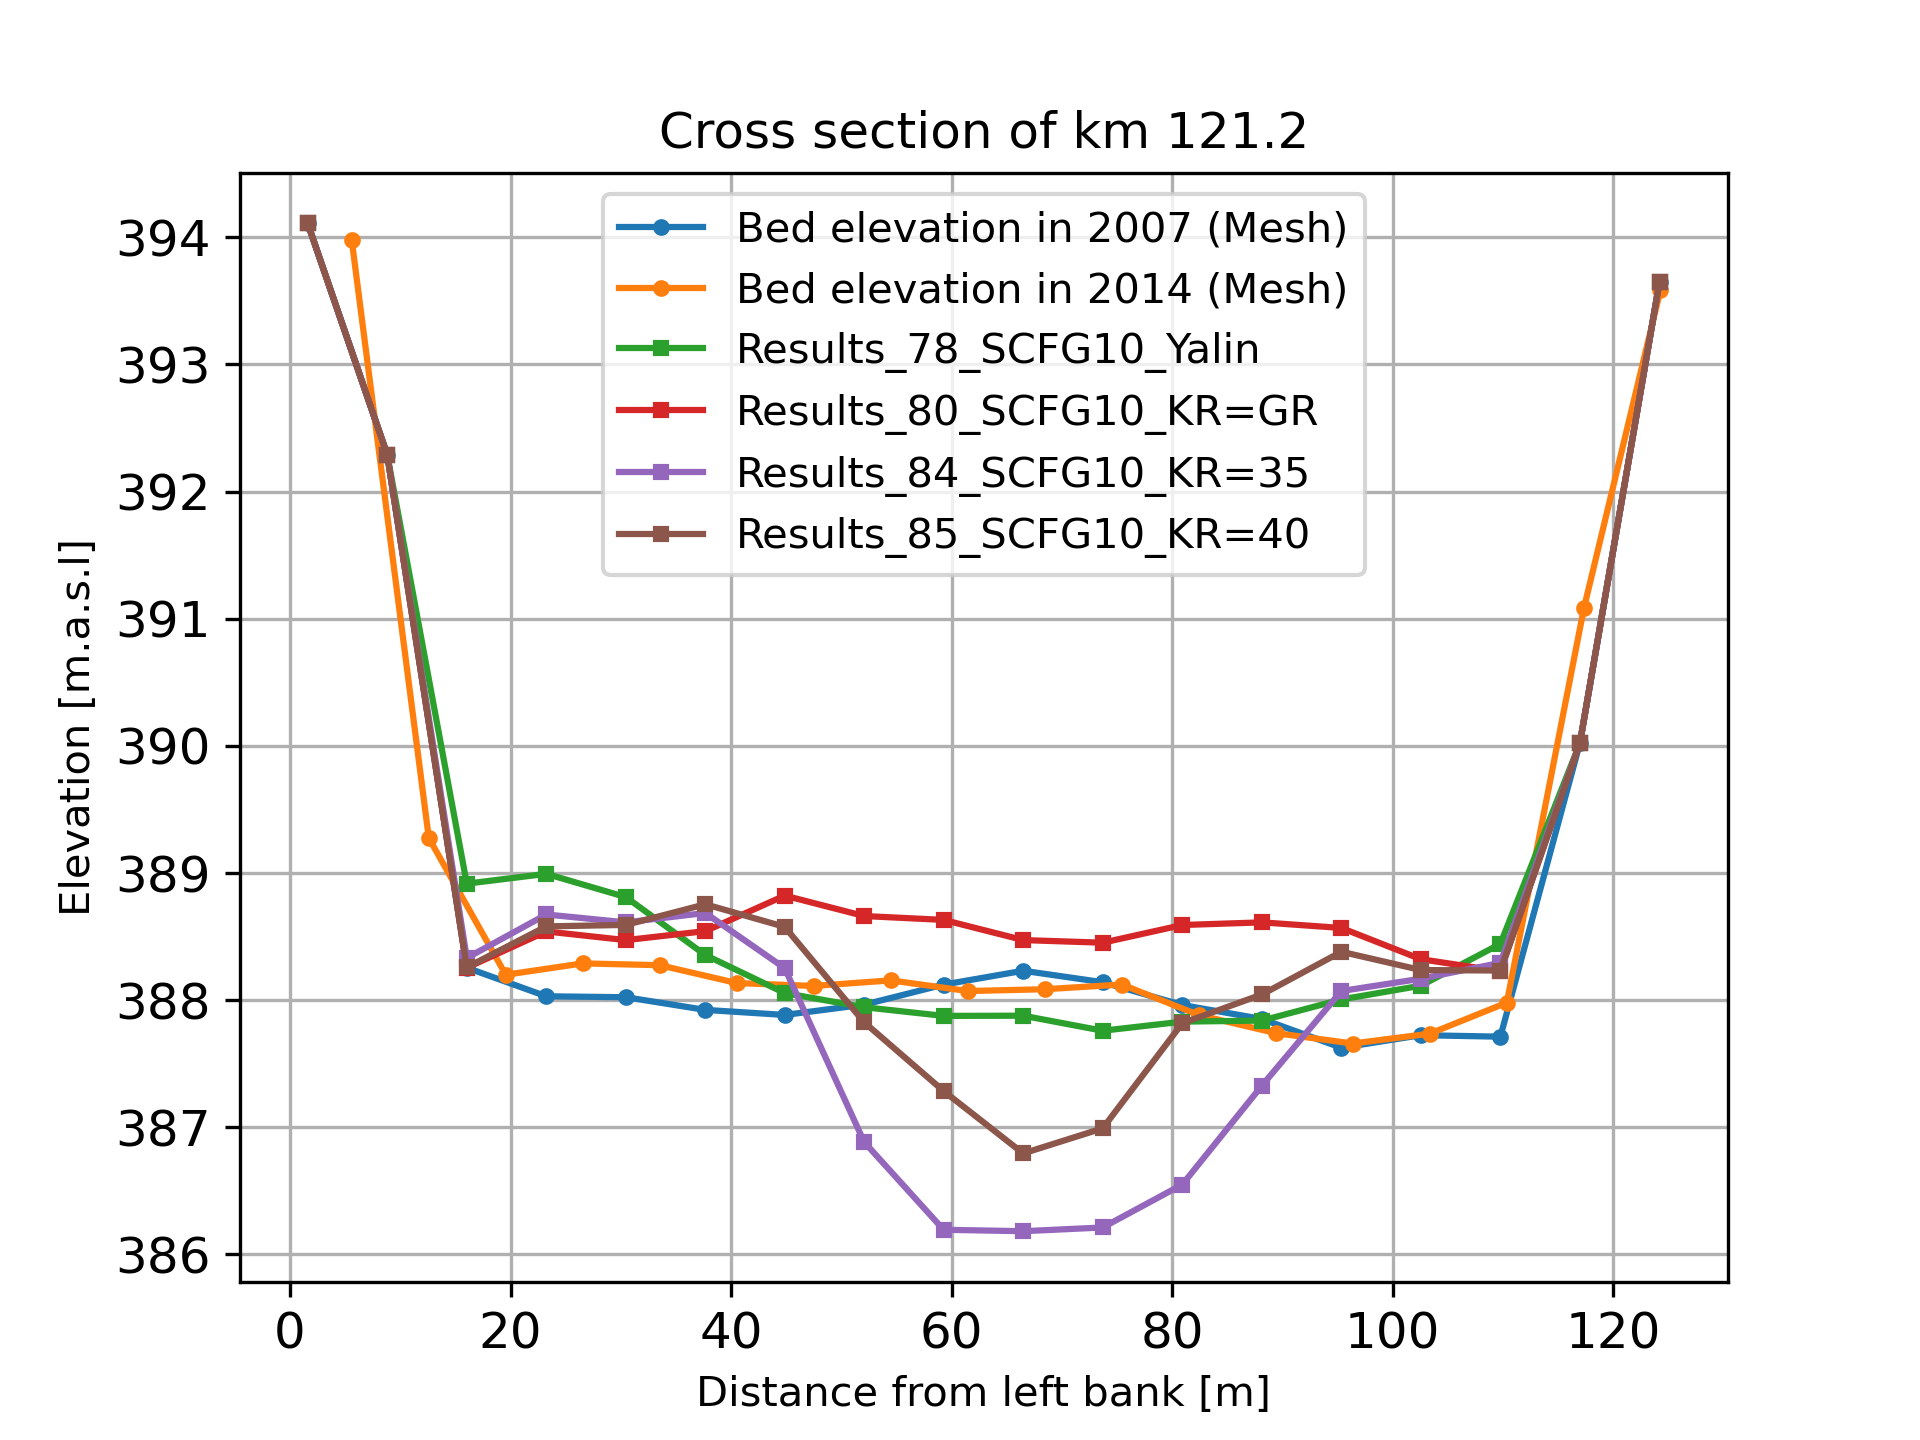 Cross section of km 121.2
Bed elevation in 2007 (Mesh)
Bed elevation in 2014 (Mesh)
Results_78_SCFG10_Yalin
Results_80_SCFG10_KR=GR
Results_84_SCFG10_KR=35
Results_85_SCFG10_KR=40
Elevation [m.a.s.l]
394
393
392
391
390
389
388
387
386
0 20 40 60 80 100 120
Distance from left bank [m]